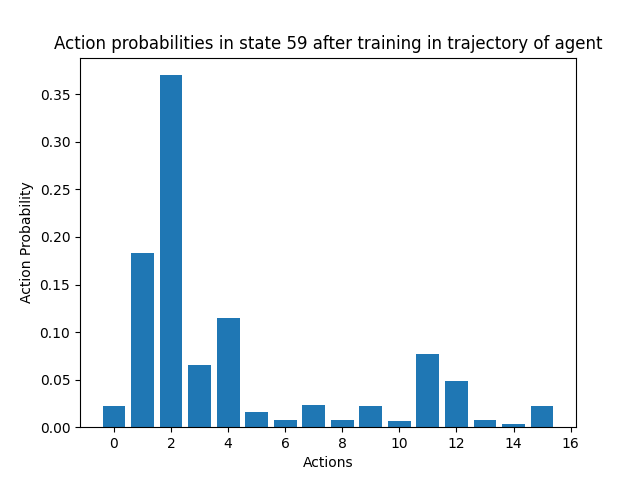 Action probabilities in state 59 after training in trajectory of agent
0.35
0.30
0.25
0.20
0.15
0.10
0.05
0.00
Action Probability
0 2 4 6 8 10 12 14 16
Actions